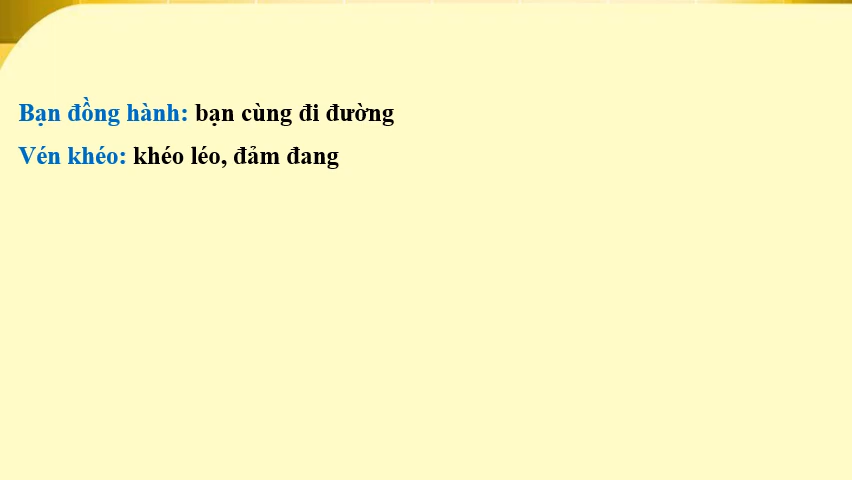 Bạn đồng hành: bạn cùng đi đường
Vén khéo: khéo léo, đảm đang